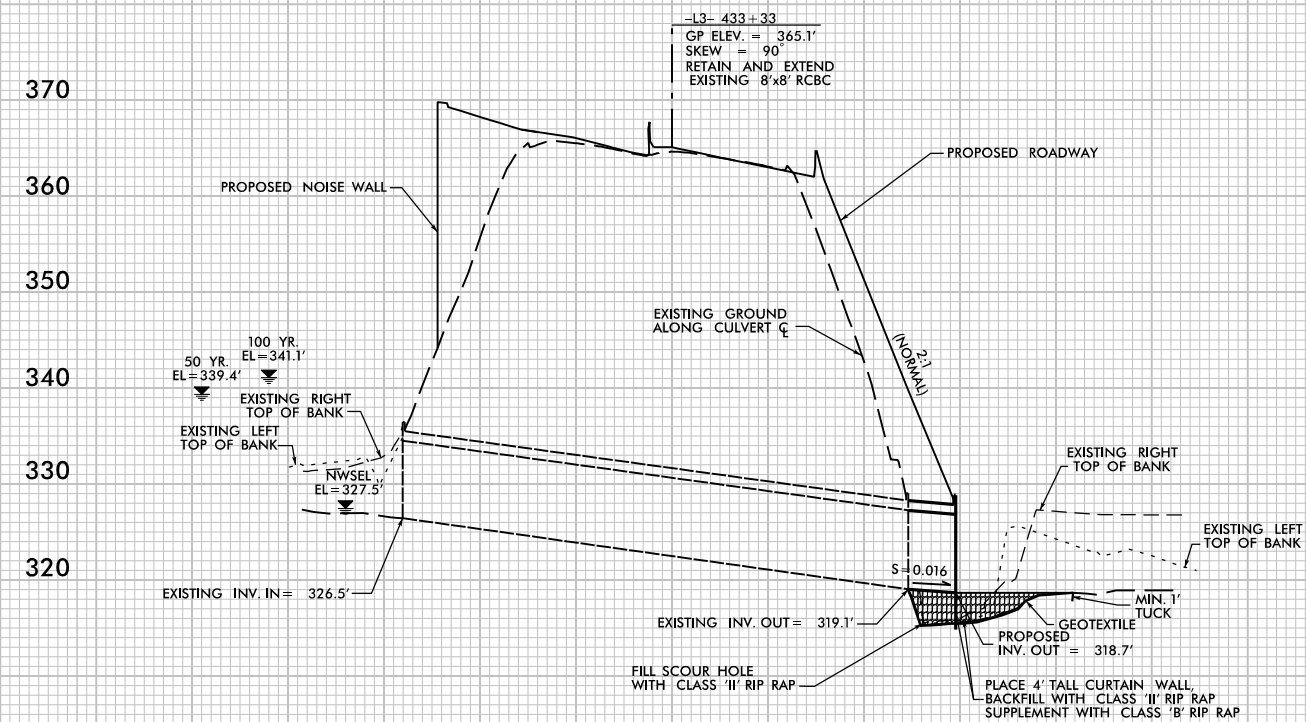 -L3- 433+33
GP ELEV. = 365.1'
SKEW = 90°
RETAIN AND EXTEND
EXISTING 8'x8' RCBC
370
PROPOSED ROADWAY
360
PROPOSED NOISE WALL
350
EXISTING GROUND
ALONG CULVERT ℄
2:1
(NORMAL)
100 YR.
EL=341.1'
50 YR.
EL=339.4'
340
EXISTING RIGHT
TOP OF BANK
EXISTING LEFT
TOP OF BANK
330
NWSEL
EL=327.5'
EXISTING RIGHT
TOP OF BANK
EXISTING LEFT
TOP OF BANK
320
S=0.016
EXISTING INV. IN= 326.5'
MIN. 1'
TUCK
EXISTING INV. OUT= 319.1'
GEOTEXTILE
PROPOSED
INV. OUT = 318.7'
FILL SCOUR HOLE
WITH CLASS 'II' RIP RAP
PLACE 4' TALL CURTAIN WALL,
BACKFILL WITH CLASS 'II' RIP RAP
SUPPLEMENT WITH CLASS 'B' RIP RAP